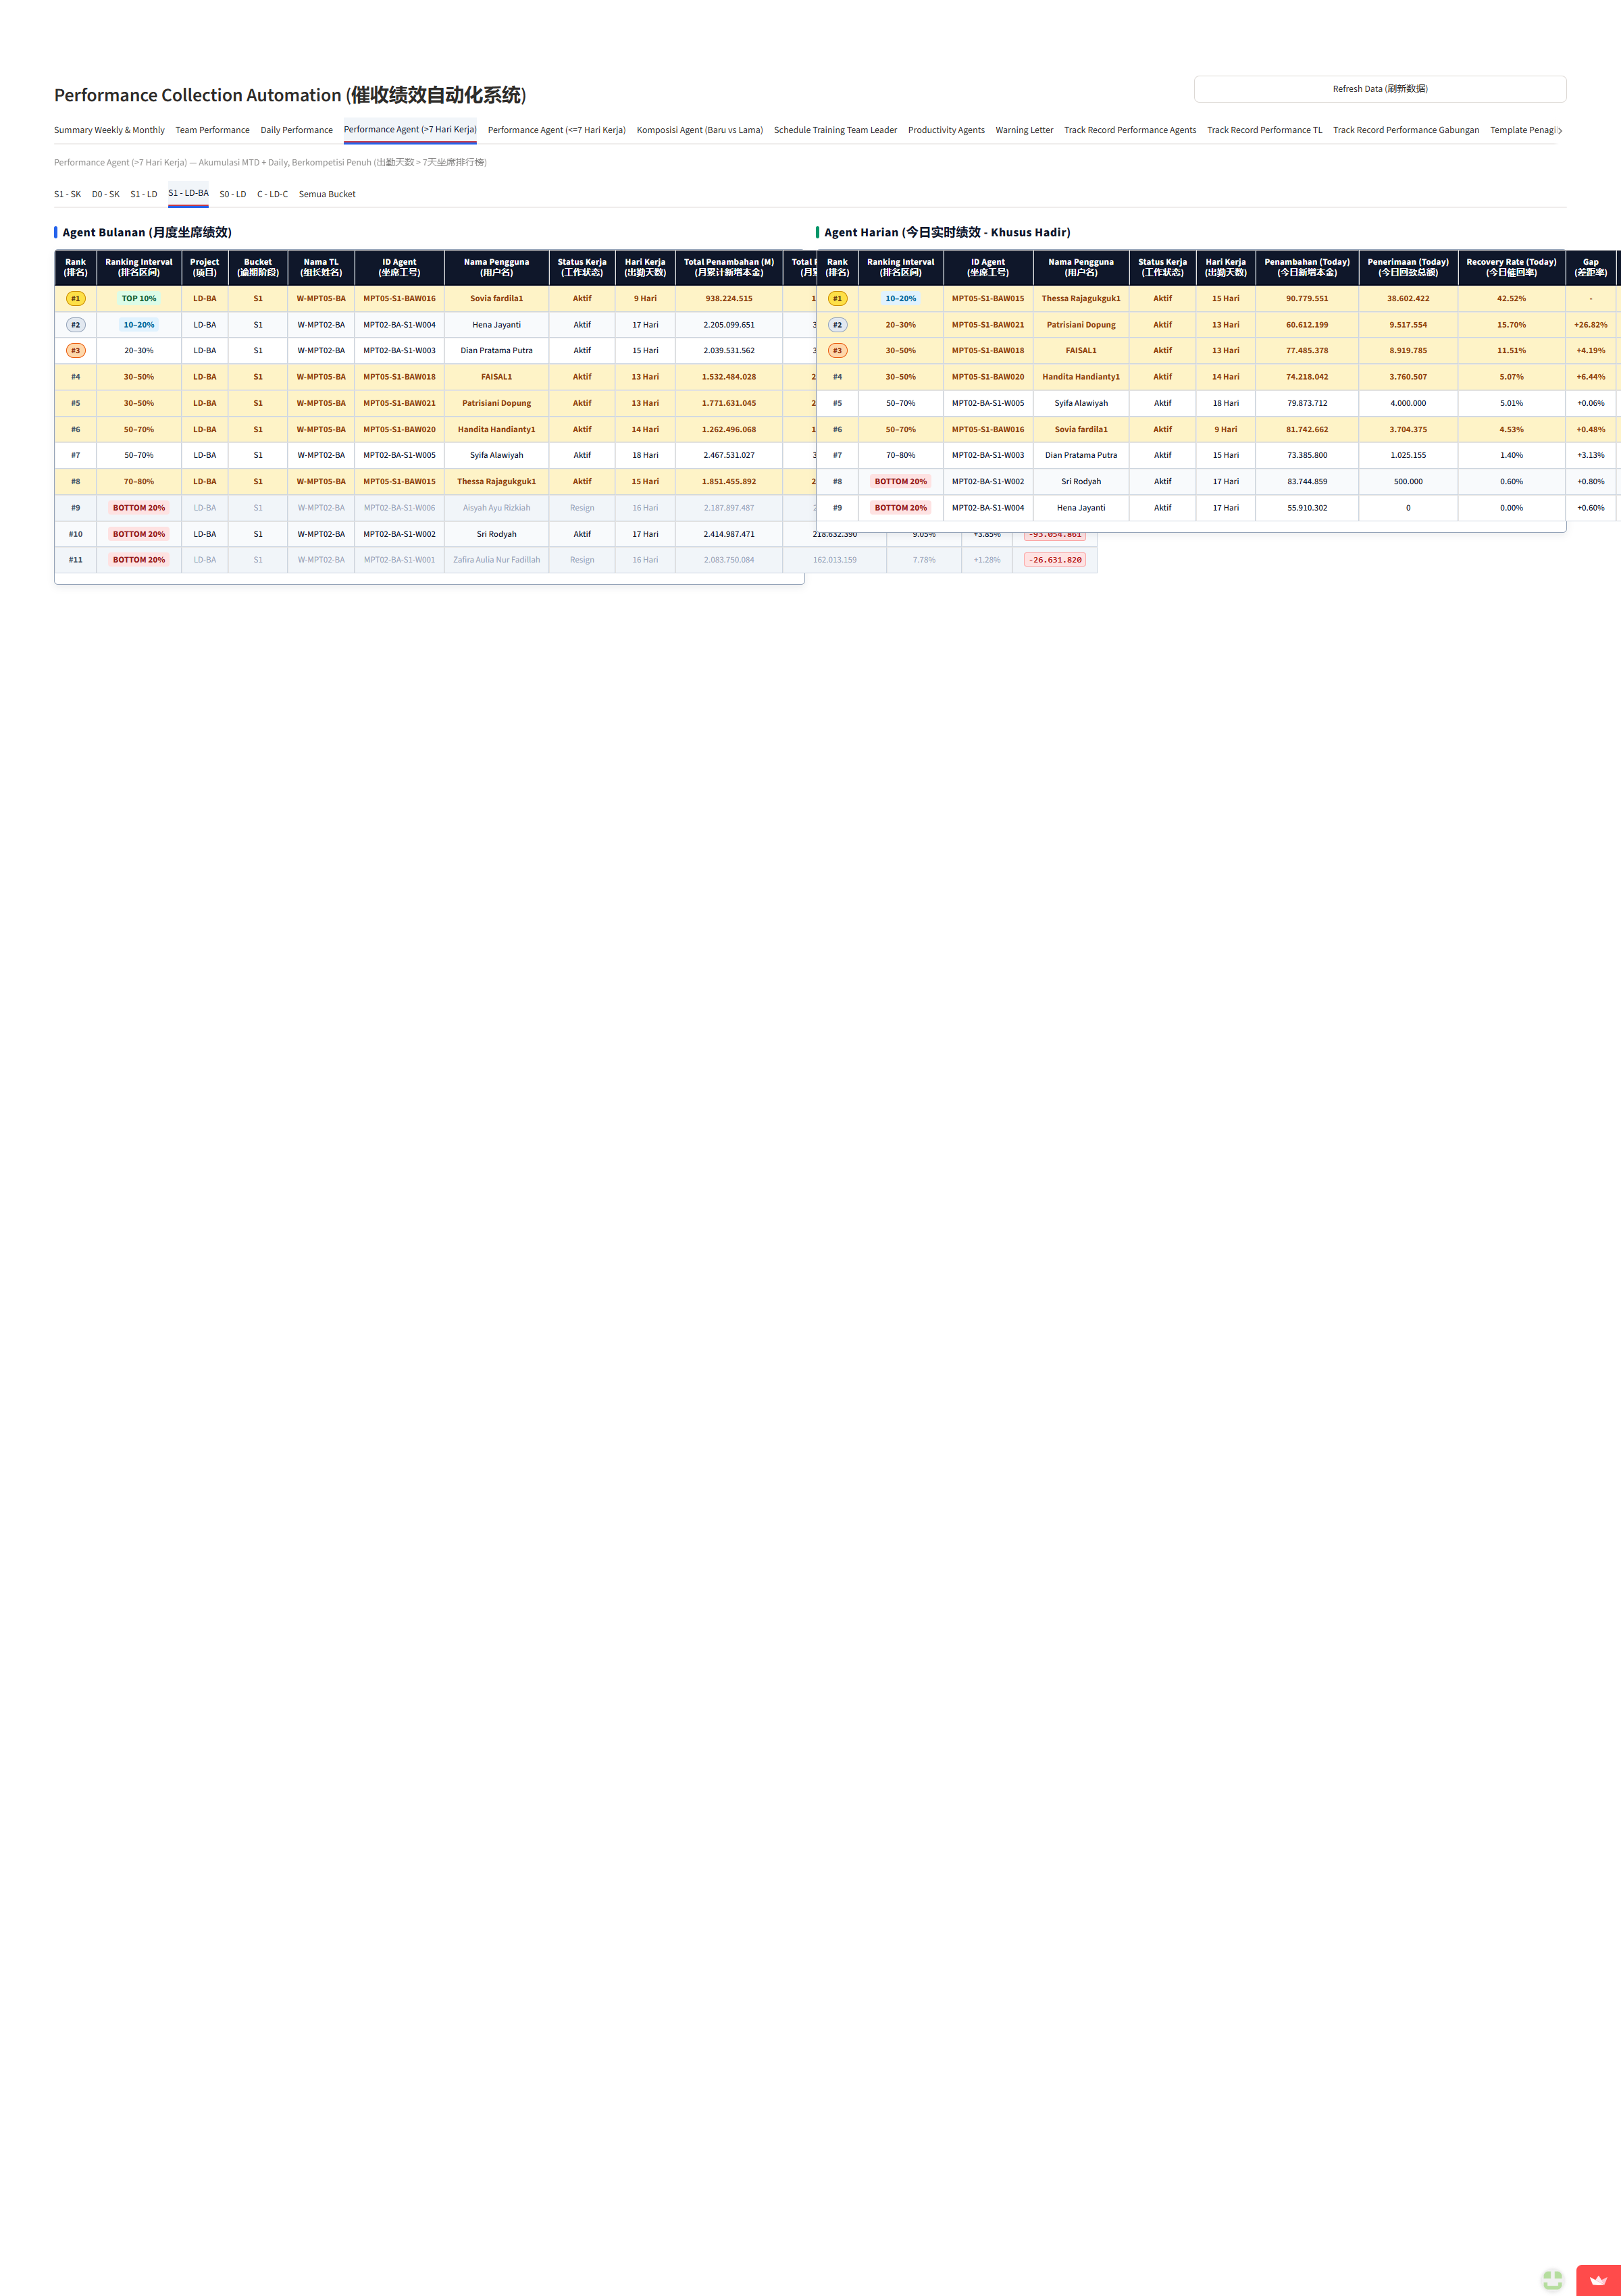 Performance Collection Automation (催收绩效自动化系统)
Refresh Data (刷新数据)
Summary Weekly & Monthly Team Performance Daily Performance Performance Agent (>7 Hari Kerja) Performance Agent (<=7 Hari Kerja) Komposisi Agent (Baru vs Lama) Schedule Training Team Leader Productivity Agents Warning Letter Track Record Performance Agents Track Record Performance TL Track Record Performance Gabungan Template Penagi
Performance Agent (>7 Hari Kerja) — Akumulasi MTD + Daily, Berkompetisi Penuh (出勤天数 > 7天坐席排行榜)
S1 - SK D0 - SK S1 - LD S1 - LD-BA S0 - LD C - LD-C Semua Bucket
Agent Bulanan (月度坐席绩效)
Rank Ranking Interval Project Bucket Nama TL ID Agent Nama Pengguna Status Kerja Hari Kerja Total Penambahan (M) Total
(排名) (排名区间) (项目) (逾期阶段) (组长姓名) (坐席工号) (用户名) (工作状态) (出勤天数) (月累计新增本金) (月
#1 TOP 10% LD-BA S1 W-MPT05-BA MPT05-S1-BAW016 Sovia fardila1 Aktif 9 Hari 938.224.515 1
#2 10–20% LD-BA S1 W-MPT02-BA MPT02-BA-S1-W004 Hena Jayanti Aktif 17 Hari 2.205.099.651 3
#3 20–30% LD-BA S1 W-MPT02-BA MPT02-BA-S1-W003 Dian Pratama Putra Aktif 15 Hari 2.039.531.562 3
#4 30–50% LD-BA S1 W-MPT05-BA MPT05-S1-BAW018 FAISAL1 Aktif 13 Hari 1.532.484.028 2
#5 30–50% LD-BA S1 W-MPT05-BA MPT05-S1-BAW021 Patrisiani Dopung Aktif 13 Hari 1.771.631.045 2
#6 50–70% LD-BA S1 W-MPT05-BA MPT05-S1-BAW020 Handita Handianty1 Aktif 14 Hari 1.262.496.068 1
#7 50–70% LD-BA S1 W-MPT02-BA MPT02-BA-S1-W005 Syifa Alawiyah Aktif 18 Hari 2.467.531.027 3
#8 70–80% LD-BA S1 W-MPT05-BA MPT05-S1-BAW015 Thessa Rajagukguk1 Aktif 15 Hari 1.851.455.892 2
#9 BOTTOM 20% LD-BA S1 W-MPT02-BA MPT02-BA-S1-W006 Aisyah Ayu Rizkiah Resign 16 Hari 2.187.897.487
#10 BOTTOM 20% LD-BA S1 W-MPT02-BA MPT02-BA-S1-W002 Sri Rodyah Aktif 17 Hari 2.414.987.471 218.632.390 9.05% +3.85% -93.054.861
#11 BOTTOM 20% LD-BA S1 W-MPT02-BA MPT02-BA-S1-W001 Zafira Aulia Nur Fadillah Resign 16 Hari 2.083.750.084 162.013.159 7.78% +1.28% -26.631.820
Agent Harian (今日实时绩效 - Khusus Hadir)
Rank Ranking Interval ID Agent Nama Pengguna Status Kerja Hari Kerja Penambahan (Today) Penerimaan (Today) Recovery Rate (Today) Gap
(排名) (排名区间) (坐席工号) (用户名) (工作状态) (出勤天数) (今日新增本金) (今日回款总额) (今日催回率) (差距率)
#1 10–20% MPT05-S1-BAW015 Thessa Rajagukguk1 Aktif 15 Hari 90.779.551 38.602.422 42.52% -
#2 20–30% MPT05-S1-BAW021 Patrisiani Dopung Aktif 13 Hari 60.612.199 9.517.554 15.70% +26.82%
#3 30–50% MPT05-S1-BAW018 FAISAL1 Aktif 13 Hari 77.485.378 8.919.785 11.51% +4.19%
#4 30–50% MPT05-S1-BAW020 Handita Handianty1 Aktif 14 Hari 74.218.042 3.760.507 5.07% +6.44%
#5 50–70% MPT02-BA-S1-W005 Syifa Alawiyah Aktif 18 Hari 79.873.712 4.000.000 5.01% +0.06%
#6 50–70% MPT05-S1-BAW016 Sovia fardila1 Aktif 9 Hari 81.742.662 3.704.375 4.53% +0.48%
#7 70–80% MPT02-BA-S1-W003 Dian Pratama Putra Aktif 15 Hari 73.385.800 1.025.155 1.40% +3.13%
#8 BOTTOM 20% MPT02-BA-S1-W002 Sri Rodyah Aktif 17 Hari 83.744.859 500.000 0.60% +0.80%
#9 BOTTOM 20% MPT02-BA-S1-W004 Hena Jayanti Aktif 17 Hari 55.910.302 0 0.00% +0.60%